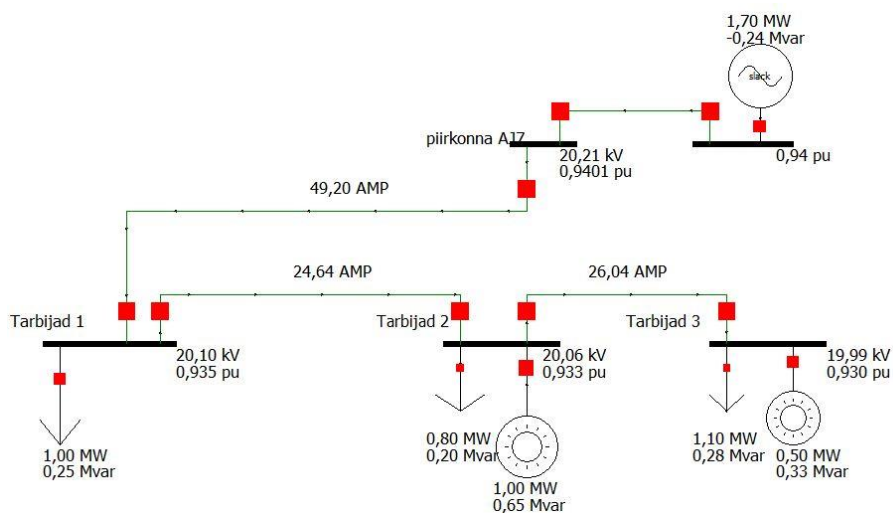 1,70 MW
-0,24 Mvar
slack
piirkonna AJ7
20,21 kV
0,9401 pu
0,94 pu
49,20 AMP
24,64 AMP
26,04 AMP
Tarbijad 1
Tarbijad 2
Tarbijad 3
20,10 kV
0,935 pu
20,06 kV
0,933 pu
19,99 kV
0,930 pu
1,00 MW
0,25 Mvar
0,80 MW
0,20 Mvar
1,00 MW
0,65 Mvar
1,10 MW
0,28 Mvar
0,50 MW
0,33 Mvar